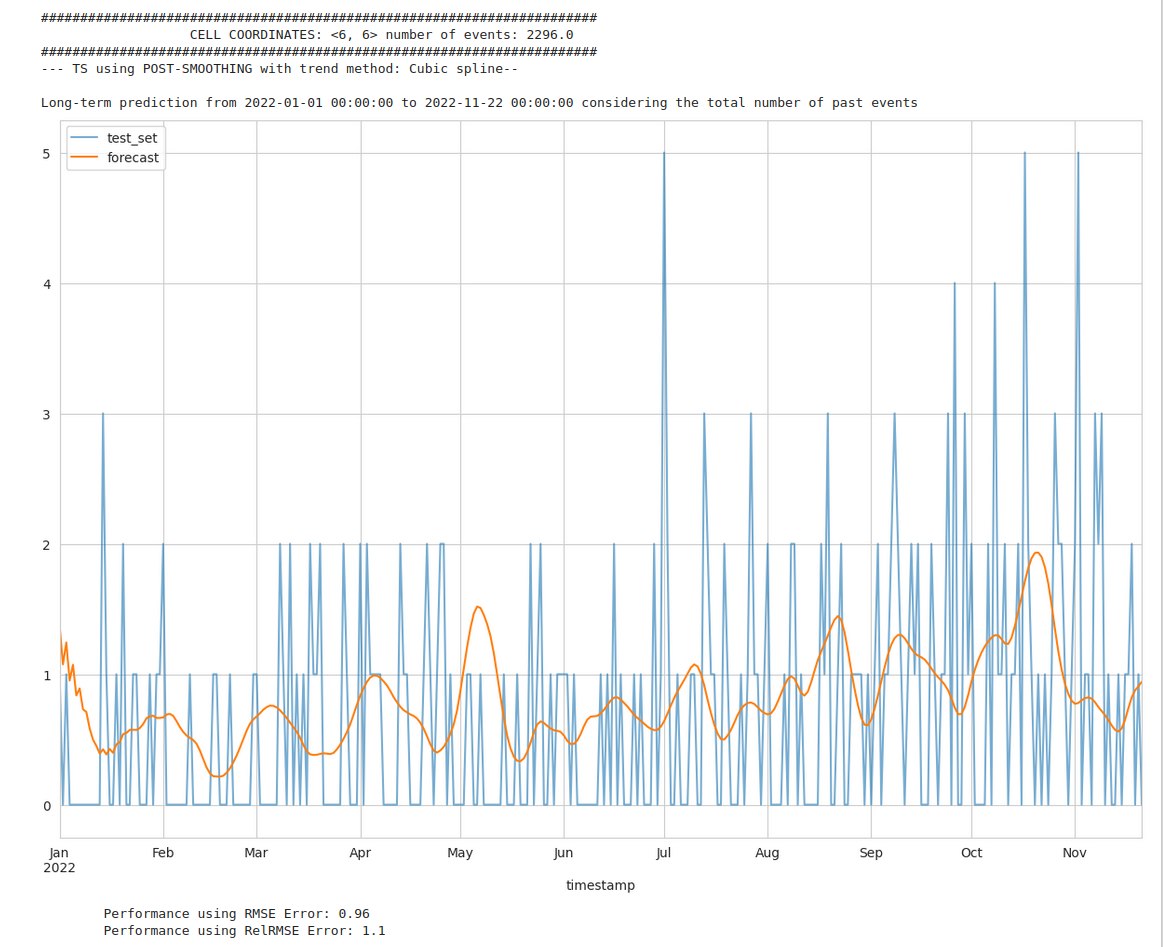 #######################################################################
CELL COORDINATES: <6, 6> number of events: 2296.0
#######################################################################
--- TS using POST-SMOOTHING with trend method: Cubic spline--
Long-term prediction from 2022-01-01 00:00:00 to 2022-11-22 00:00:00 considering the total number of past events
test_set
forecast
5
4
3
2
1
0
Jan Feb Mar Apr May Jun Jul Aug Sep Oct Nov
2022
timestamp
Performance using RMSE Error: 0.96
Performance using RelRMSE Error: 1.1